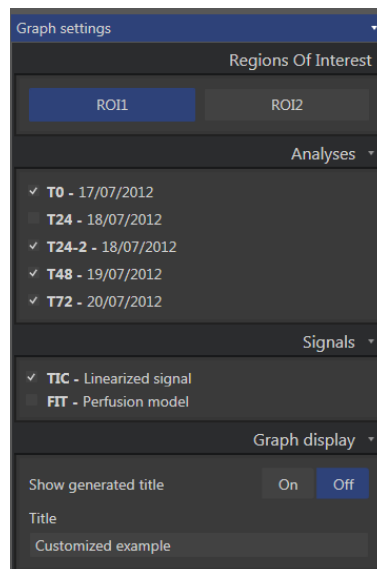 Graph settings
Regions Of Interest
ROI1 ROI2
Analyses
T0 - 17/07/2012
T24 - 18/07/2012
T24-2 - 18/07/2012
T48 - 19/07/2012
T72 - 20/07/2012
Signals
TIC - Linearized signal
FIT - Perfusion model
Graph display
Show generated title On Off
Title
Customized example